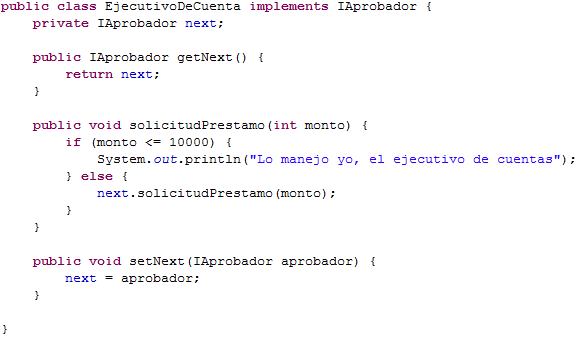 public class EjecutivoDeCuenta implements IAprobador {
    private IAprobador next;

    public IAprobador getNext() {
        return next;
    }

    public void solicitudPrestamo(int monto) {
        if (monto <= 10000) {
            System.out.println("Lo manejo yo, el ejecutivo de cuentas");
        } else {
            next.solicitudPrestamo(monto);
        }
    }

    public void setNext(IAprobador aprobador) {
        next = aprobador;
    }

}